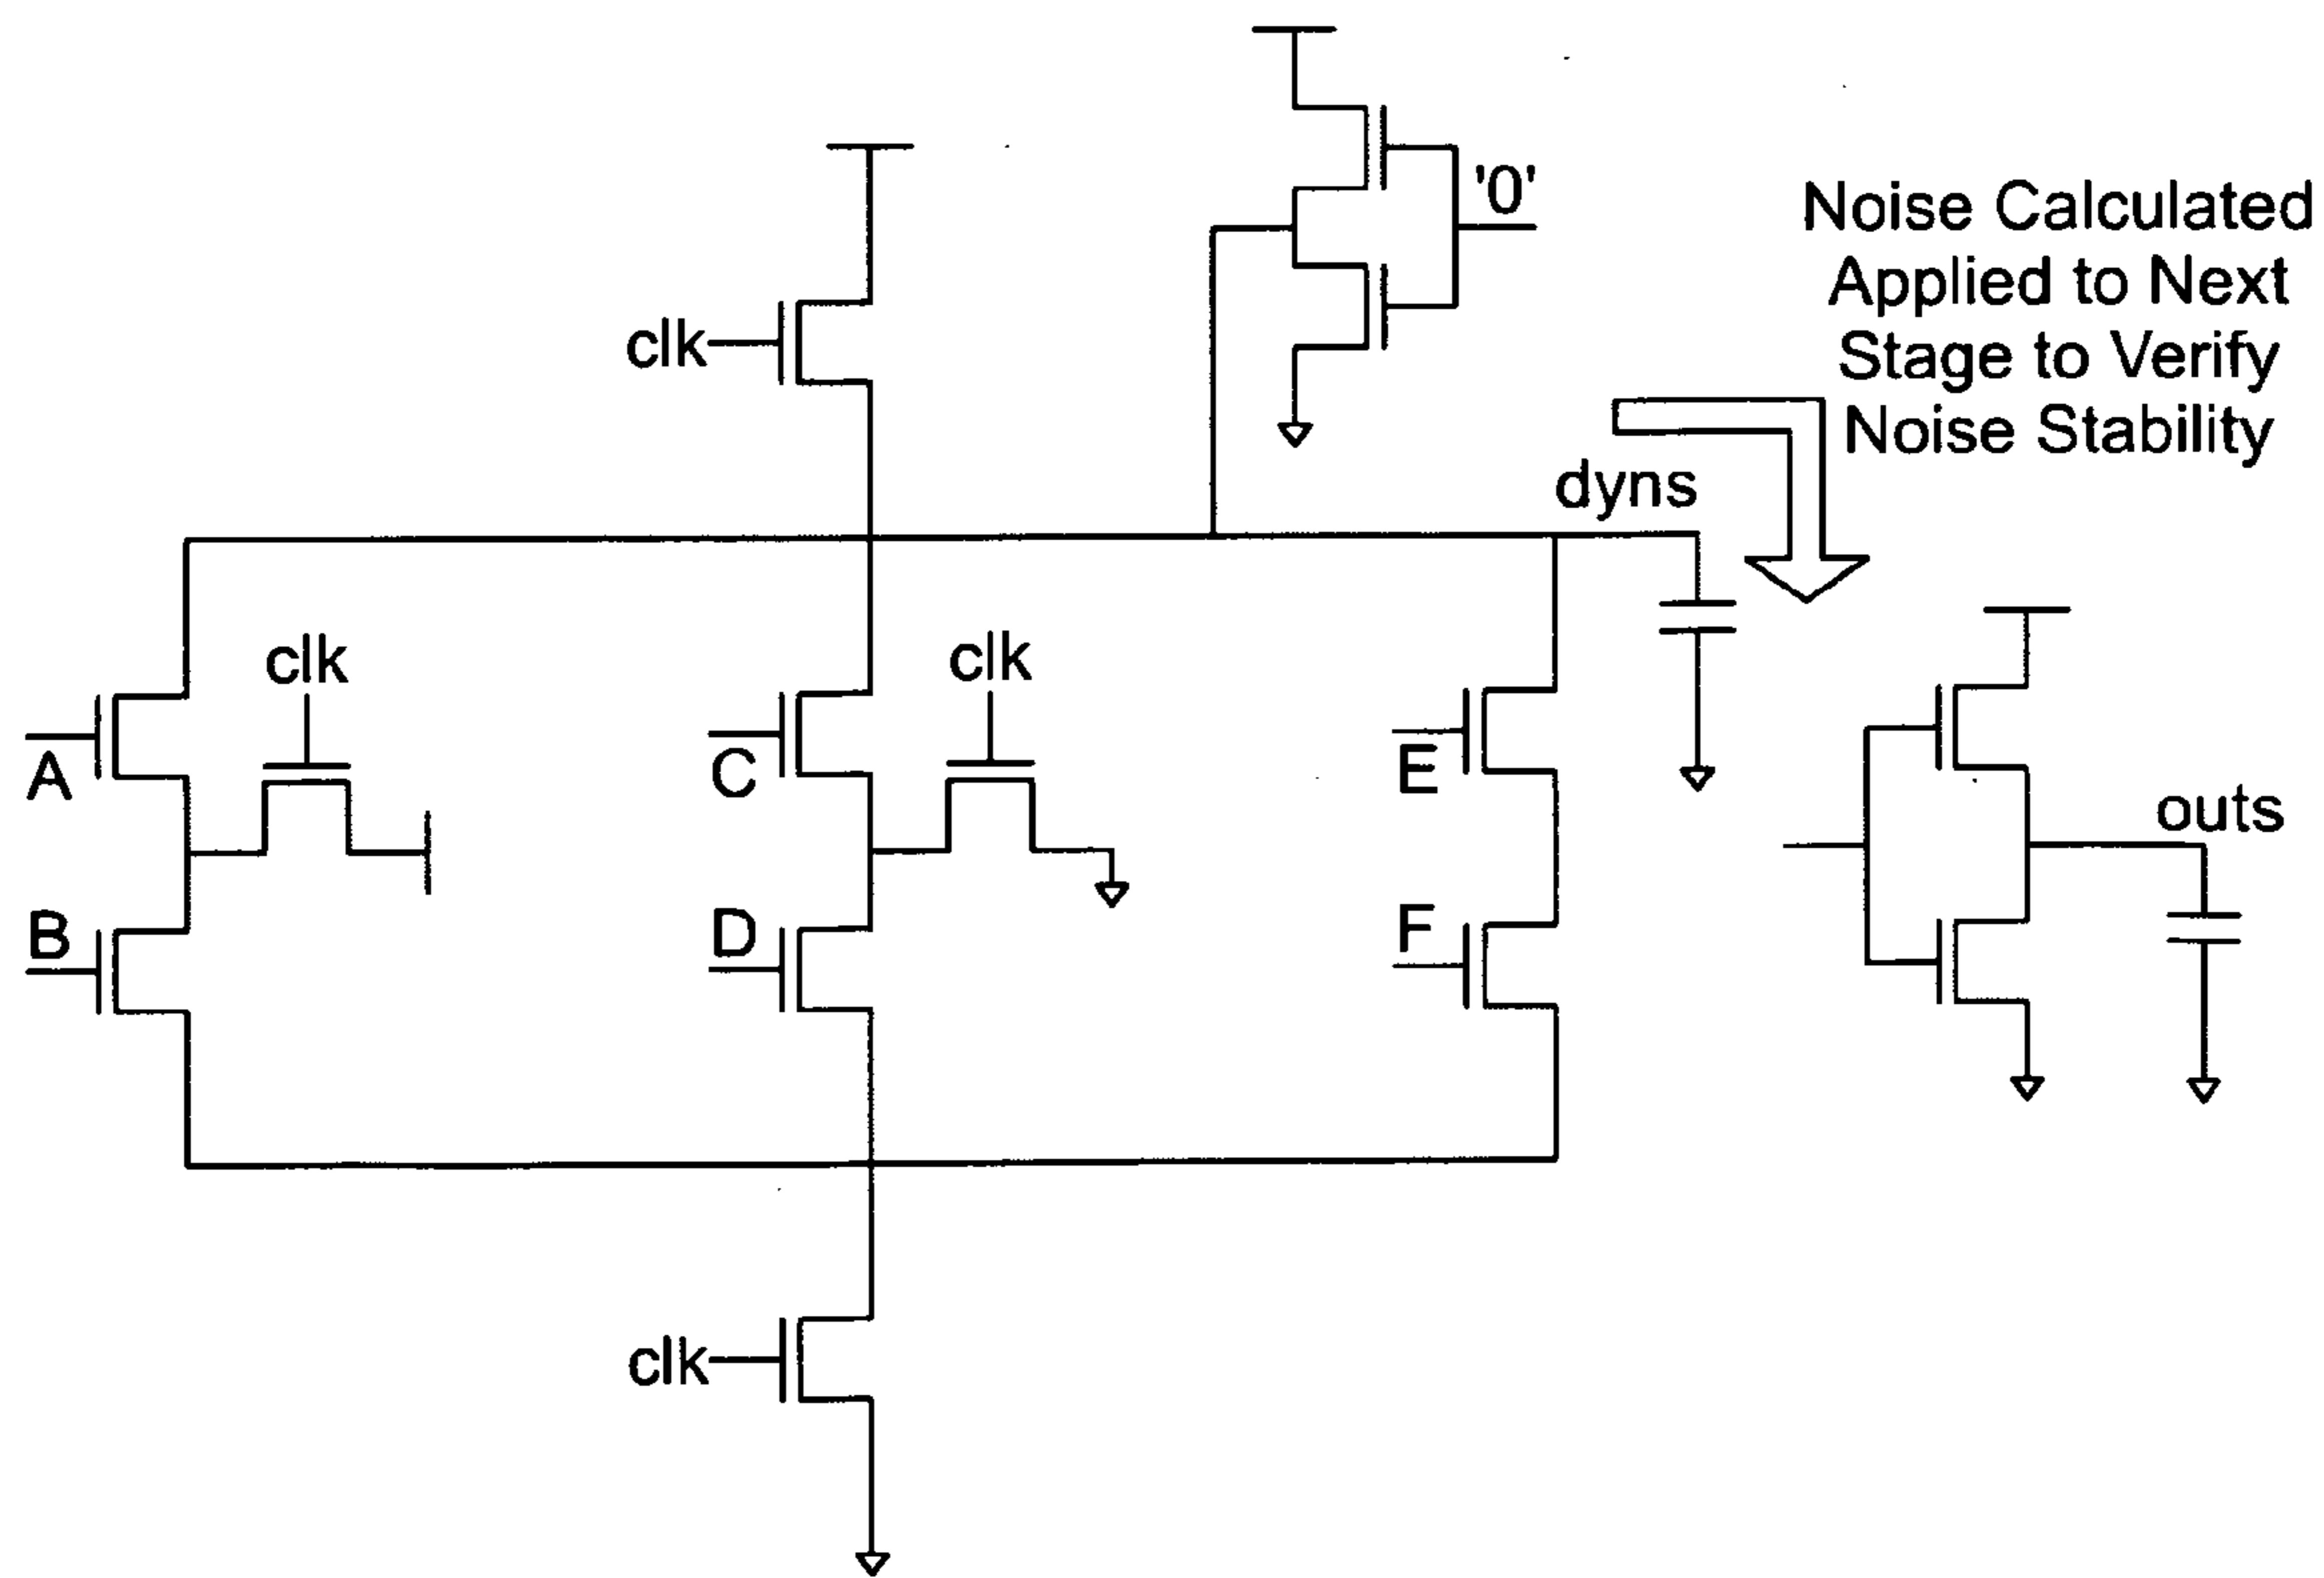 '0'
Noise Calculated
Applied to Next
Stage to Verify
Noise Stability
clk
dyns
clk
clk
A
C
E
outs
B
D
F
clk